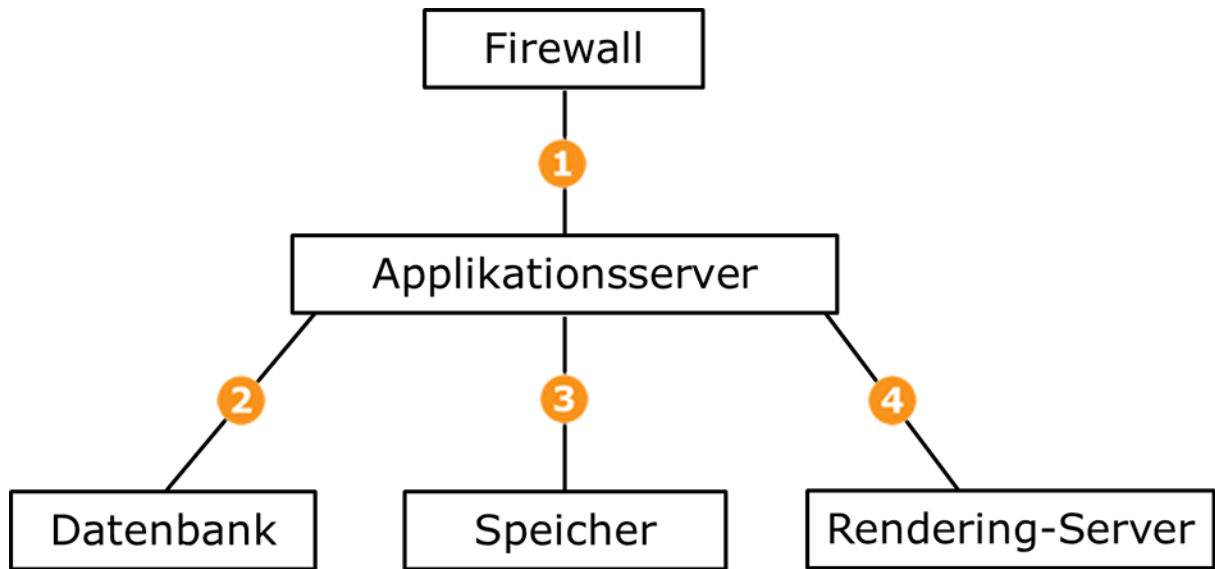 Firewall
1
Applikationsserver
2
3
4
Datenbank
Speicher
Rendering-Server